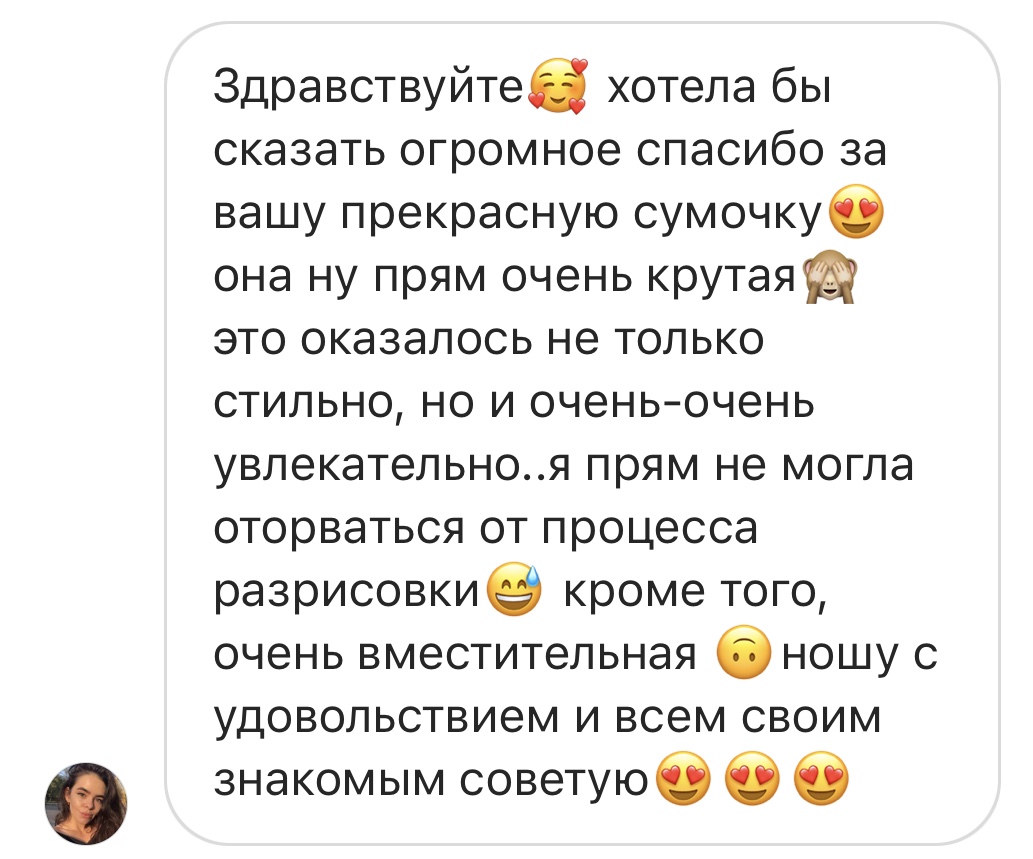 Здравствуйте🥰 хотела бы
сказать огромное спасибо за
вашу прекрасную сумочку😍
она ну прям очень крутая🙈
это оказалось не только
стильно, но и очень-очень
увлекательно..я прям не могла
оторваться от процесса
разрисовки😅 кроме того,
очень вместительная 🙃ношу с
удовольствием и всем своим
знакомым советую😍😍😍